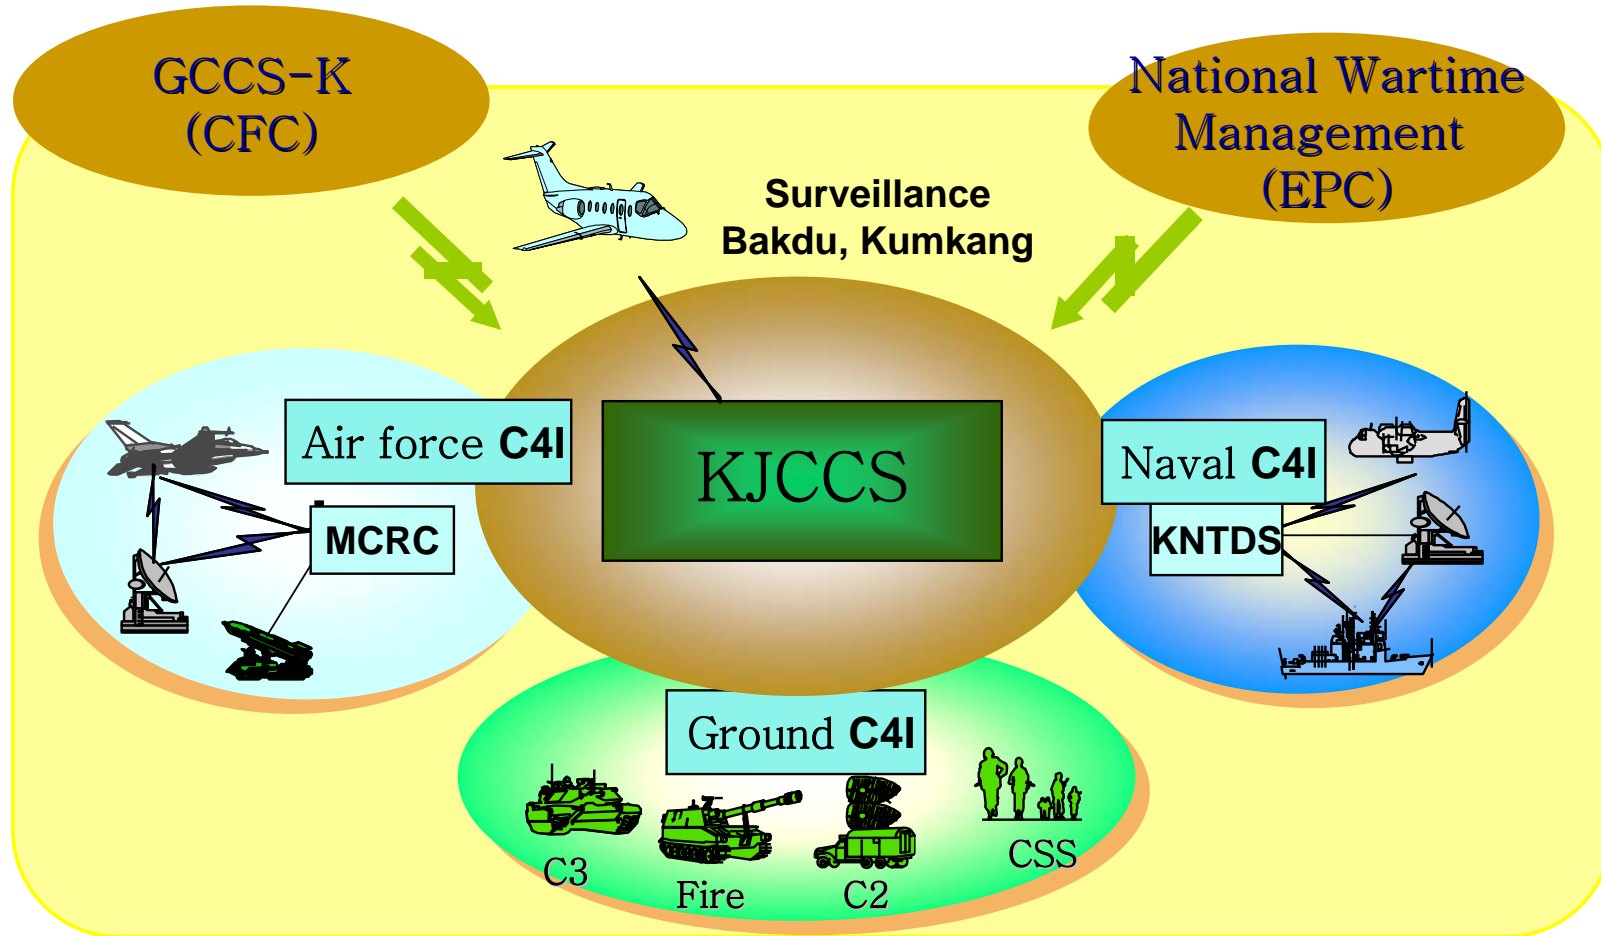 GCCS-K
(CFC)
National Wartime
Management
(EPC)
Surveillance
Bakdu, Kumkang
Air force C4I
MCRC
KJCCS
Naval C4I
KNTDS
Ground C4I
C3
Fire
C2
CSS